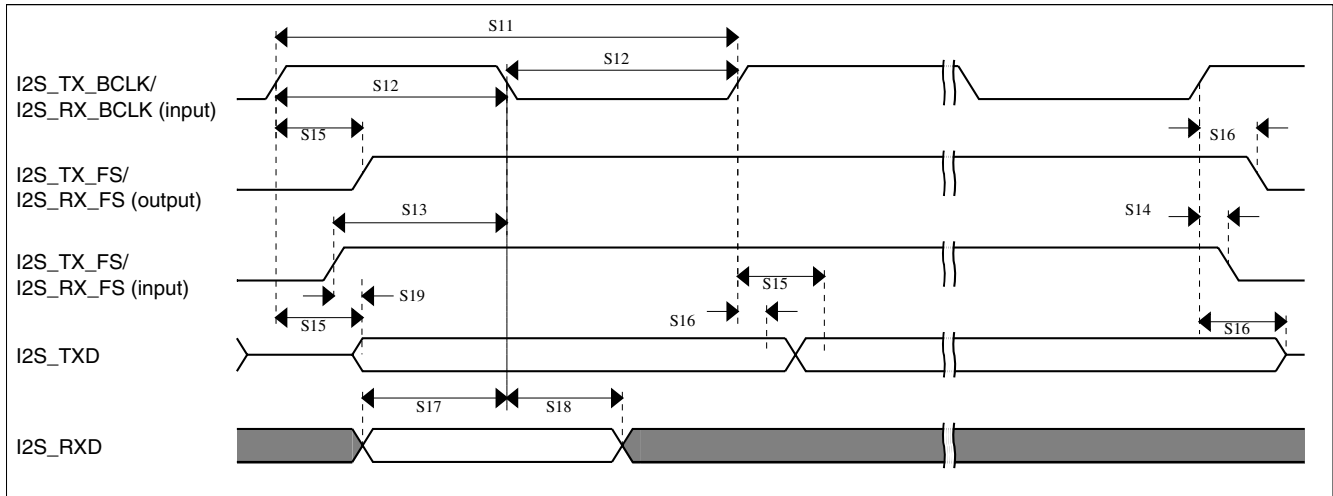 S11
I2S_TX_BCLK/
I2S_RX_BCLK (input)
S12
S12
S15
S16
I2S_TX_FS/
I2S_RX_FS (output)
S13
S14
I2S_TX_FS/
I2S_RX_FS (input)
S19
S15
S15
S16
S16
I2S_TXD
S17
S18
I2S_RXD